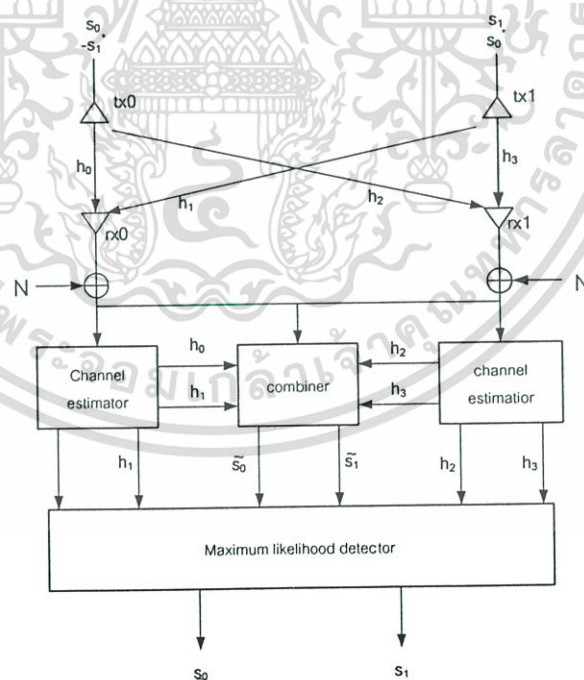 s₀ s₁
-s₁* s₀*
tx0 tx1
h₀ h₁ h₂ h₃
rx0 rx1
N N
h₀ h₂
Channel estimator combiner channel estimatior
h₁ h₃
h₁ s̃₀ s̃₁ h₂ h₃
Maximum likelihood detector
s₀ s₁